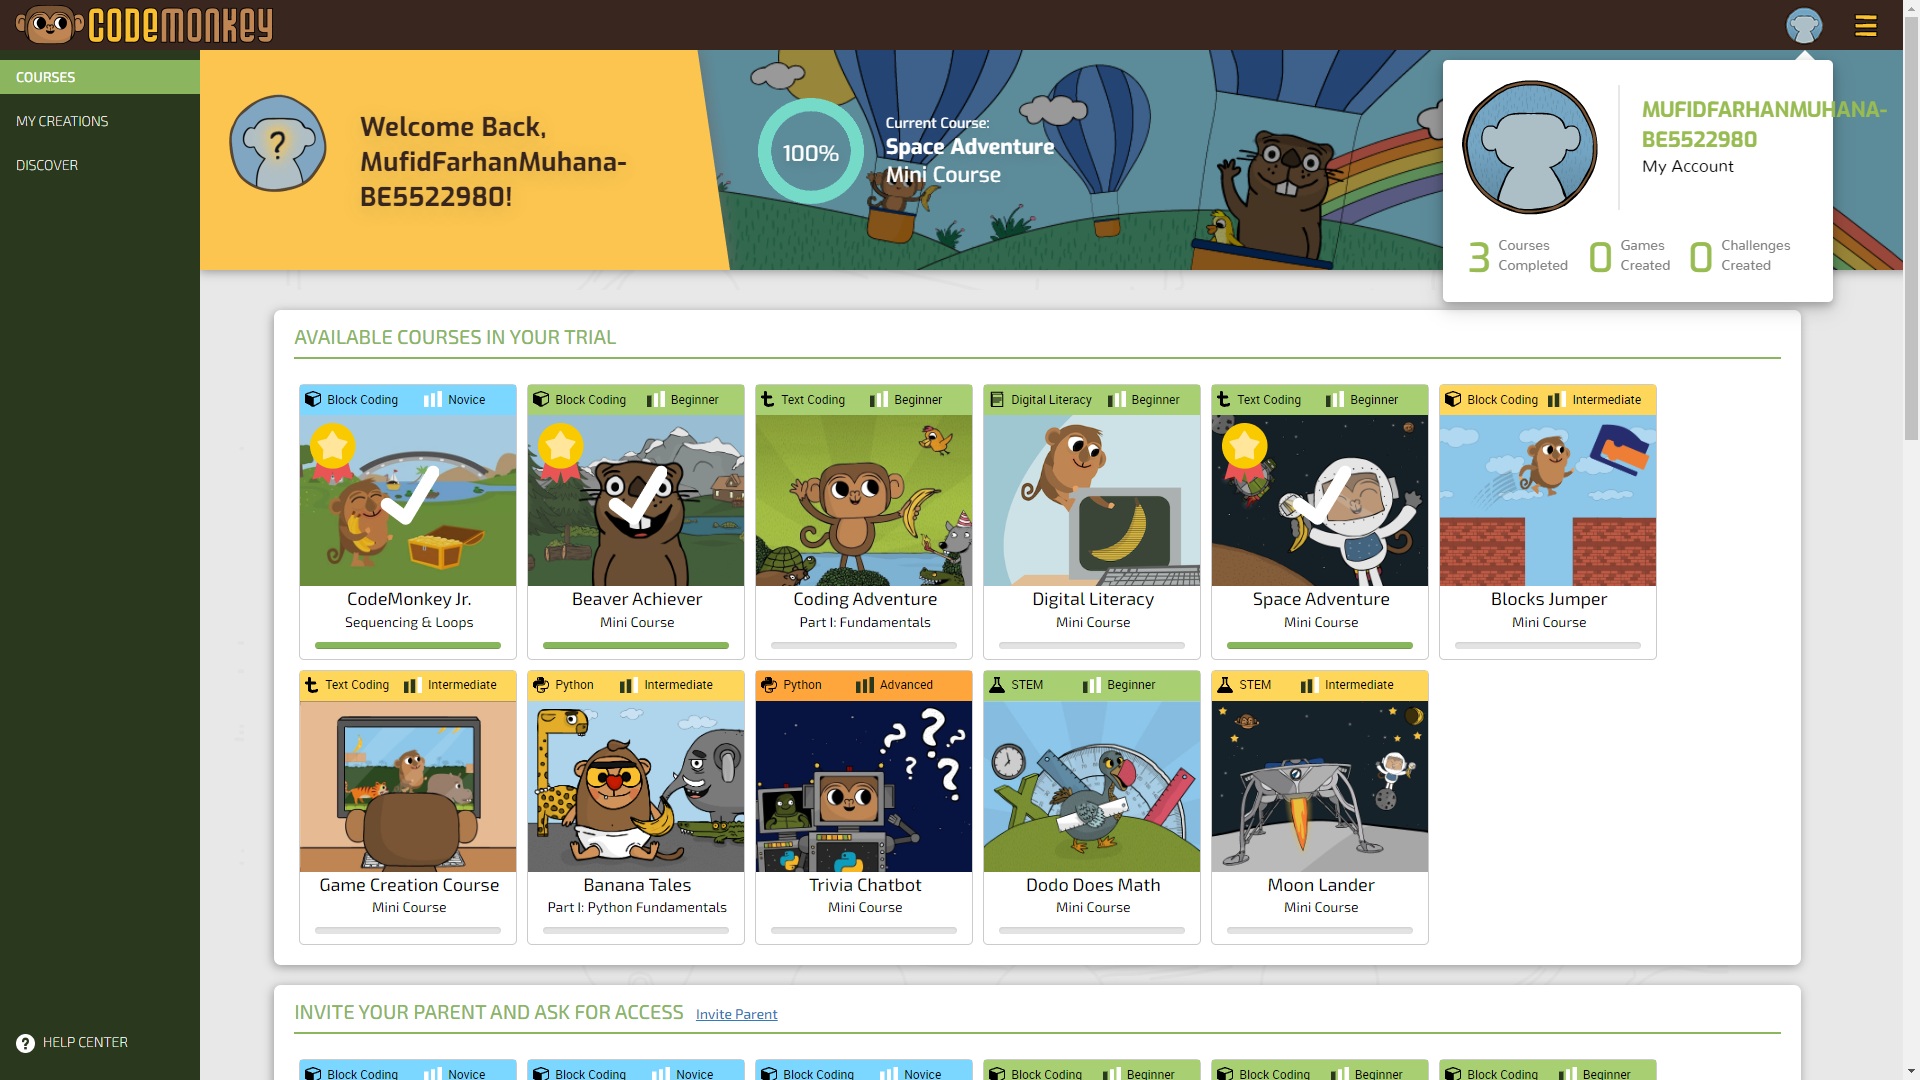 CODEMONKEY
COURSES
MY CREATIONS
DISCOVER
HELP CENTER
?
Welcome Back,
MufidFarhanMuhana-
BE5522980!
100%
Current Course:
Space Adventure
Mini Course
MUFIDFARHANMUHANA-
BE5522980
My Account
3 Courses Completed
0 Games Created
0 Challenges Created
AVAILABLE COURSES IN YOUR TRIAL
Block Coding Novice
CodeMonkey Jr.
Sequencing & Loops
Block Coding Beginner
Beaver Achiever
Mini Course
Text Coding Beginner
Coding Adventure
Part I: Fundamentals
Digital Literacy Beginner
Digital Literacy
Mini Course
Text Coding Beginner
Space Adventure
Mini Course
Block Coding Intermediate
Blocks Jumper
Mini Course
Text Coding Intermediate
Game Creation Course
Mini Course
Python Intermediate
Banana Tales
Part I: Python Fundamentals
Python Advanced
? ? ? ? ?
Trivia Chatbot
Mini Course
STEM Beginner
Dodo Does Math
Mini Course
STEM Intermediate
Moon Lander
Mini Course
INVITE YOUR PARENT AND ASK FOR ACCESS Invite Parent
Block Coding Novice
Block Coding Novice
Block Coding Novice
Block Coding Beginner
Block Coding Beginner
Block Coding Beginner